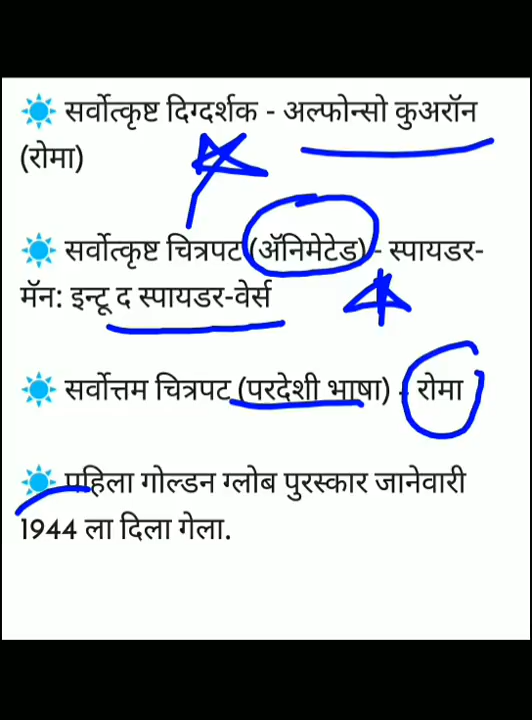 सर्वोत्कृष्ट दिग्दर्शक - अल्फोन्सो कुअरॉन
(रोमा)
सर्वोत्कृष्ट चित्रपट (ॲनिमेटेड) - स्पायडर-
मॅन: इन्टू द स्पायडर-वेर्स
सर्वोत्तम चित्रपट (परदेशी भाषा) - रोमा
पहिला गोल्डन ग्लोब पुरस्कार जानेवारी
1944 ला दिला गेला.